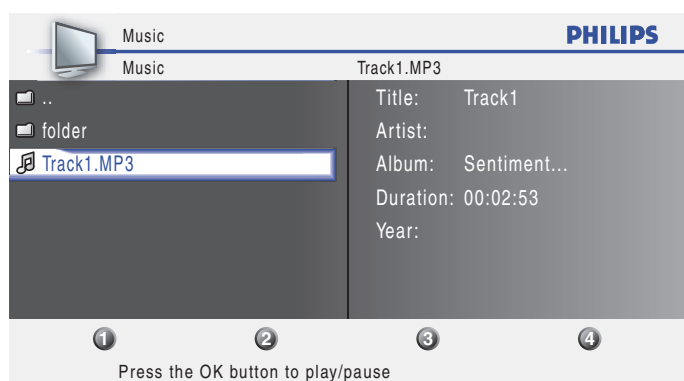 Music
PHILIPS
Music
Track1.MP3
..
folder
Track1.MP3
Title: Track1
Artist:
Album: Sentiment...
Duration: 00:02:53
Year:
1 2 3 4
Press the OK button to play/pause